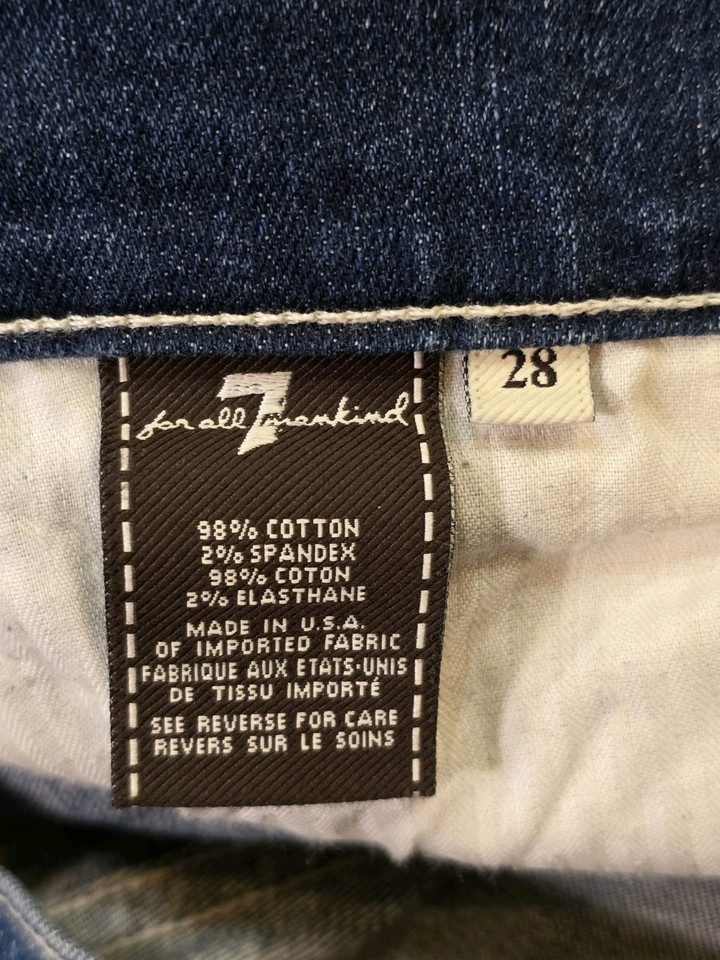 28
for all 7 mankind
98% COTTON
2% SPANDEX
98% COTON
2% ELASTHANE
MADE IN U.S.A.
OF IMPORTED FABRIC
FABRIQUE AUX ETATS-UNIS
DE TISSU IMPORTÉ
SEE REVERSE FOR CARE
REVERS SUR LE SOINS